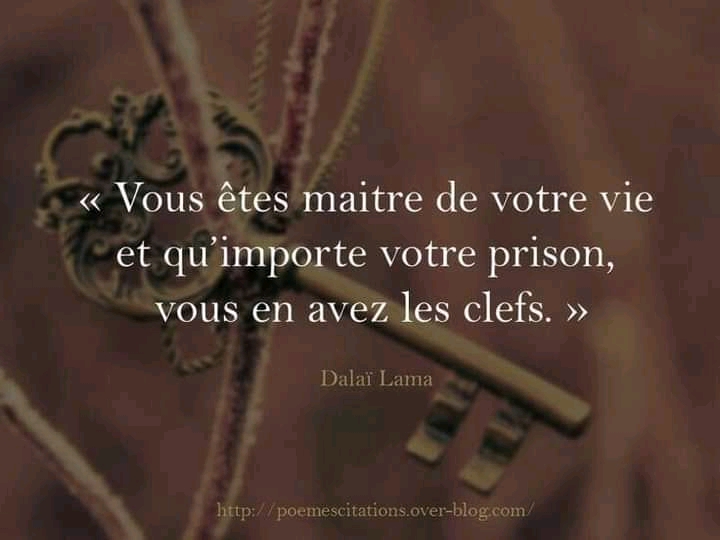 « Vous êtes maitre de votre vie
et qu'importe votre prison,
vous en avez les clefs. »
Dalaï Lama
http://poemescitations.over-blog.com/